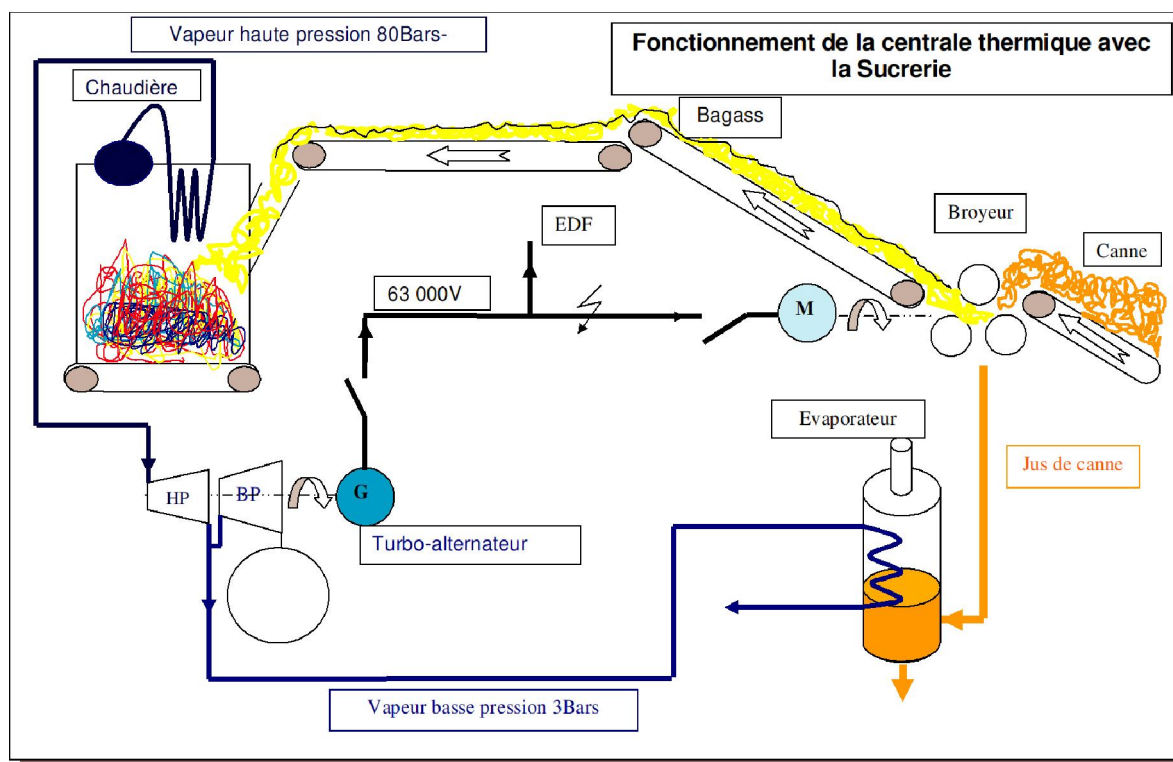 Vapeur haute pression 80Bars-
Fonctionnement de la centrale thermique avec
la Sucrerie
Chaudière
Bagass
Broyeur
Canne
EDF
63 000V
M
Evaporateur
Jus de canne
HP
BP
G
Turbo-alternateur
Vapeur basse pression 3Bars